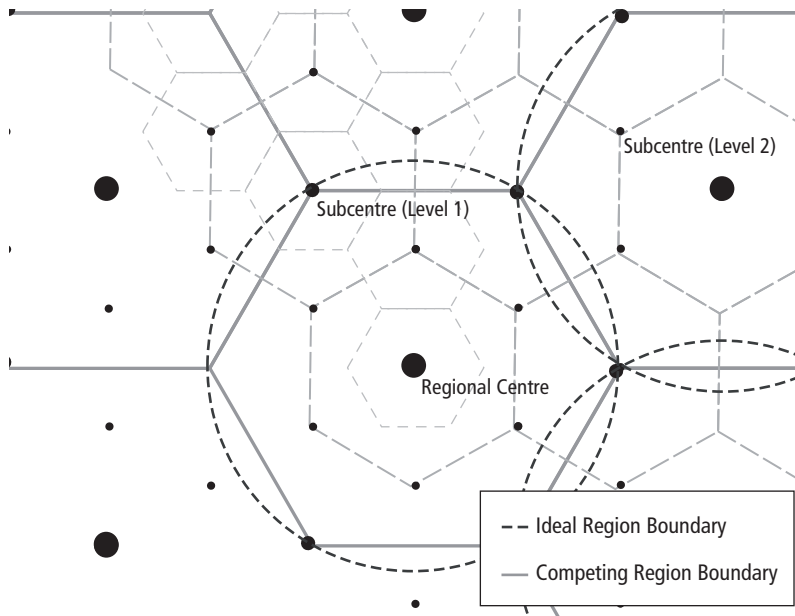 Subcentre (Level 2)
Subcentre (Level 1)
Regional Centre
Ideal Region Boundary
Competing Region Boundary